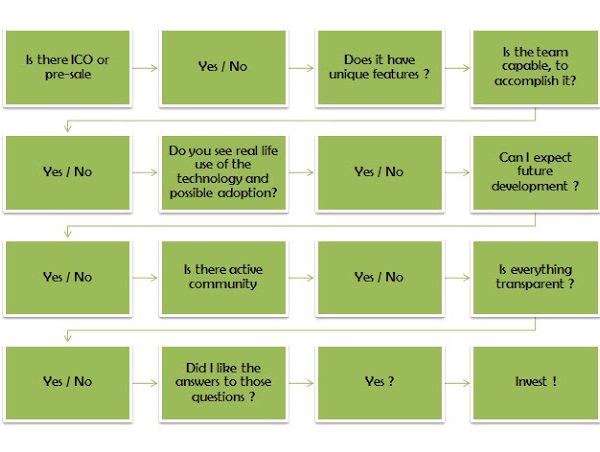 Is there ICO or
pre-sale
Yes / No
Does it have
unique features ?
Is the team
capable, to
accomplish it?
Yes / No
Do you see real life
use of the
technology and
possible adoption?
Yes / No
Can I expect
future
development ?
Yes / No
Is there active
community
Yes / No
Is everything
transparent ?
Yes / No
Did I like the
answers to those
questions ?
Yes ?
Invest !